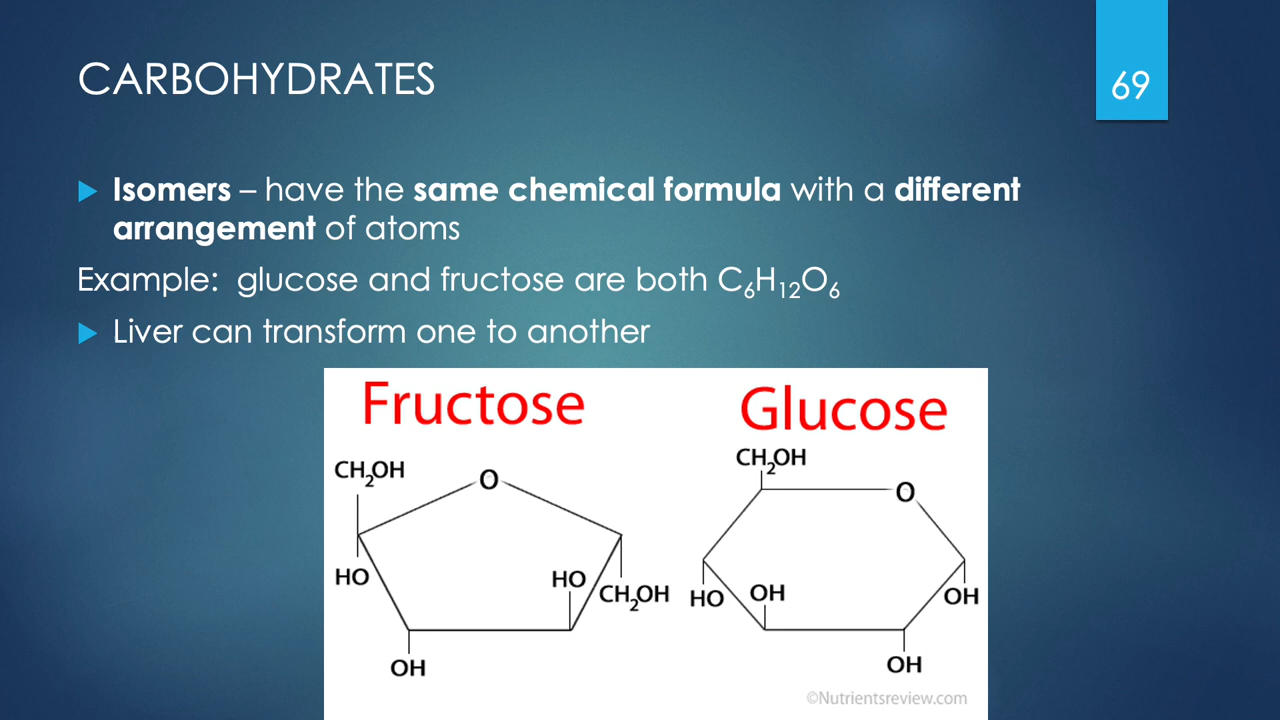 CARBOHYDRATES
69
Isomers – have the same chemical formula with a different
arrangement of atoms
Example: glucose and fructose are both C₆H₁₂O₆
Liver can transform one to another
Fructose
CH₂OH
O
HO
HO
CH₂OH
OH
Glucose
CH₂OH
O
HO
OH
OH
OH
©Nutrientsreview.com